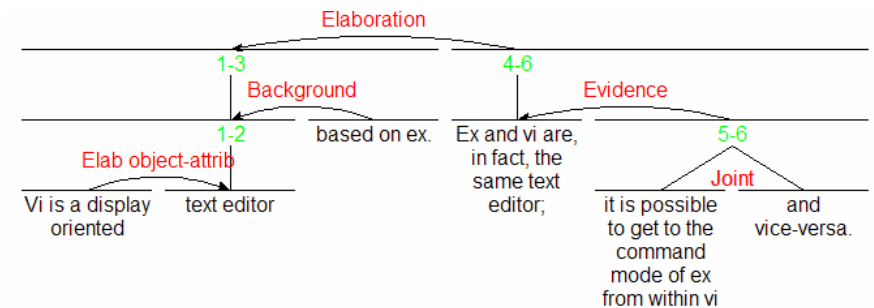 Elaboration
1-3
4-6
Background
Evidence
1-2
based on ex.
Ex and vi are,
in fact, the
same text
editor;
5-6
Elab object-attrib
Joint
Vi is a display
oriented
text editor
it is possible
to get to the
command
mode of ex
from within vi
and
vice-versa.